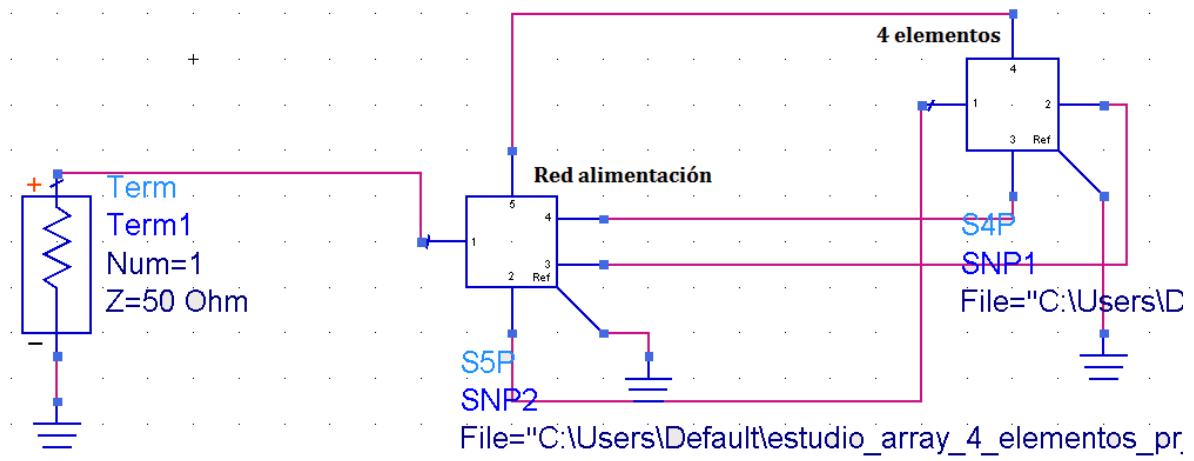 4 elementos
4
1
2
3
Ref
Red alimentación
5
4
1
3
2
Ref
+
Term
Term1
Num=1
Z=50 Ohm
S4P
SNP1
File="C:\Users\D
S5P
SNP2
File="C:\Users\Default\estudio_array_4_elementos_pr_